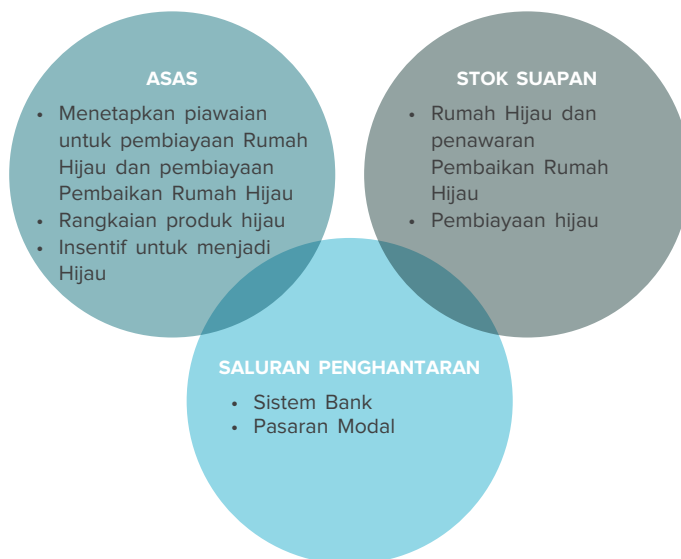 ASAS
• Menetapkan piawaian
untuk pembiayaan Rumah
Hijau dan pembiayaan
Pembaikan Rumah Hijau
• Rangkaian produk hijau
• Insentif untuk menjadi
Hijau
STOK SUAPAN
• Rumah Hijau dan
penawaran
Pembaikan Rumah
Hijau
• Pembiayaan hijau
SALURAN PENGHANTARAN
• Sistem Bank
• Pasaran Modal